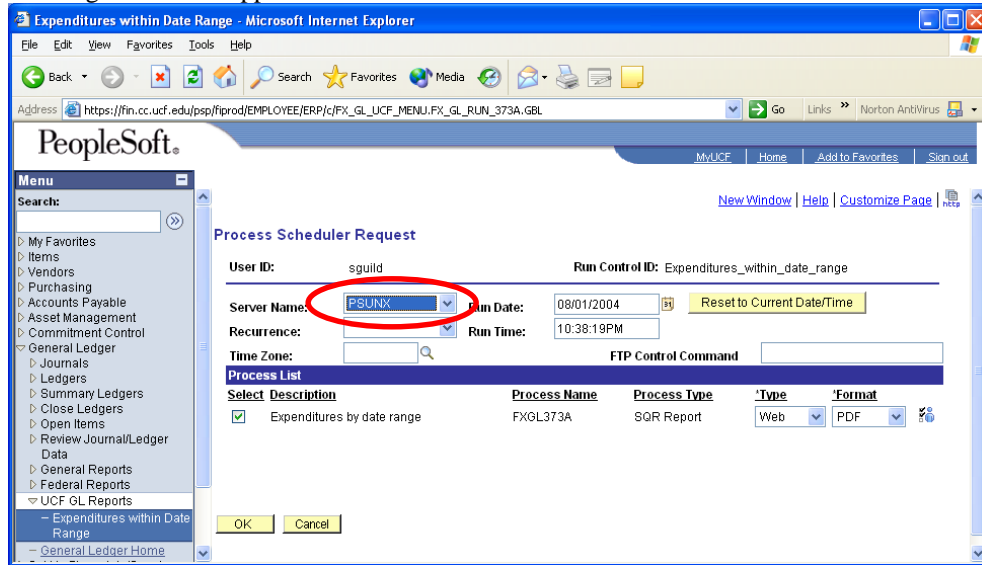 Expenditures within Date Range - Microsoft Internet Explorer
File Edit View Favorites Tools Help
Back Search Favorites Media
Address https://fin.cc.ucf.edu/psp/fiprod/EMPLOYEE/ERP/c/FX_GL_UCF_MENU.FX_GL_RUN_373A.GBL Go Links » Norton AntiVirus
PeopleSoft®
MyUCF Home Add to Favorites Sign out
Menu
Search:
New Window | Help | Customize Page | http
My Favorites
Items
Vendors
Purchasing
Accounts Payable
Asset Management
Commitment Control
General Ledger
Journals
Ledgers
Summary Ledgers
Close Ledgers
Open Items
Review Journal/Ledger
Data
General Reports
Federal Reports
UCF GL Reports
– Expenditures within Date
Range
– General Ledger Home
Process Scheduler Request
User ID: sguild Run Control ID: Expenditures_within_date_range
Server Name: PSUNX Run Date: 08/01/2004 31 Reset to Current Date/Time
Recurrence: Run Time: 10:38:19PM
Time Zone: FTP Control Command
Process List
Select Description Process Name Process Type *Type *Format
Expenditures by date range FXGL373A SQR Report Web PDF
OK Cancel